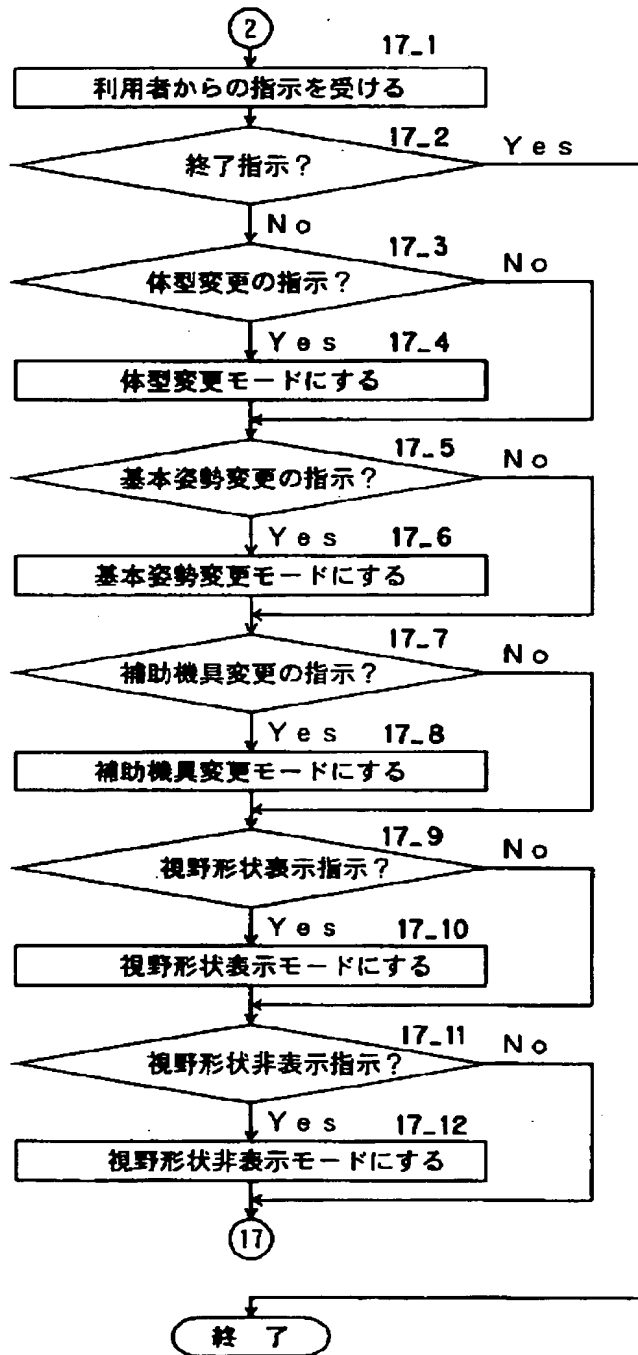 2
17_1
利用者からの指示を受ける
17_2
終了指示？
Yes
No
17_3
体型変更の指示？
No
Yes
17_4
体型変更モードにする
17_5
基本姿勢変更の指示？
No
Yes
17_6
基本姿勢変更モードにする
17_7
補助機具変更の指示？
No
Yes
17_8
補助機具変更モードにする
17_9
視野形状表示指示？
No
Yes
17_10
視野形状表示モードにする
17_11
視野形状非表示指示？
No
Yes
17_12
視野形状非表示モードにする
17
終 了